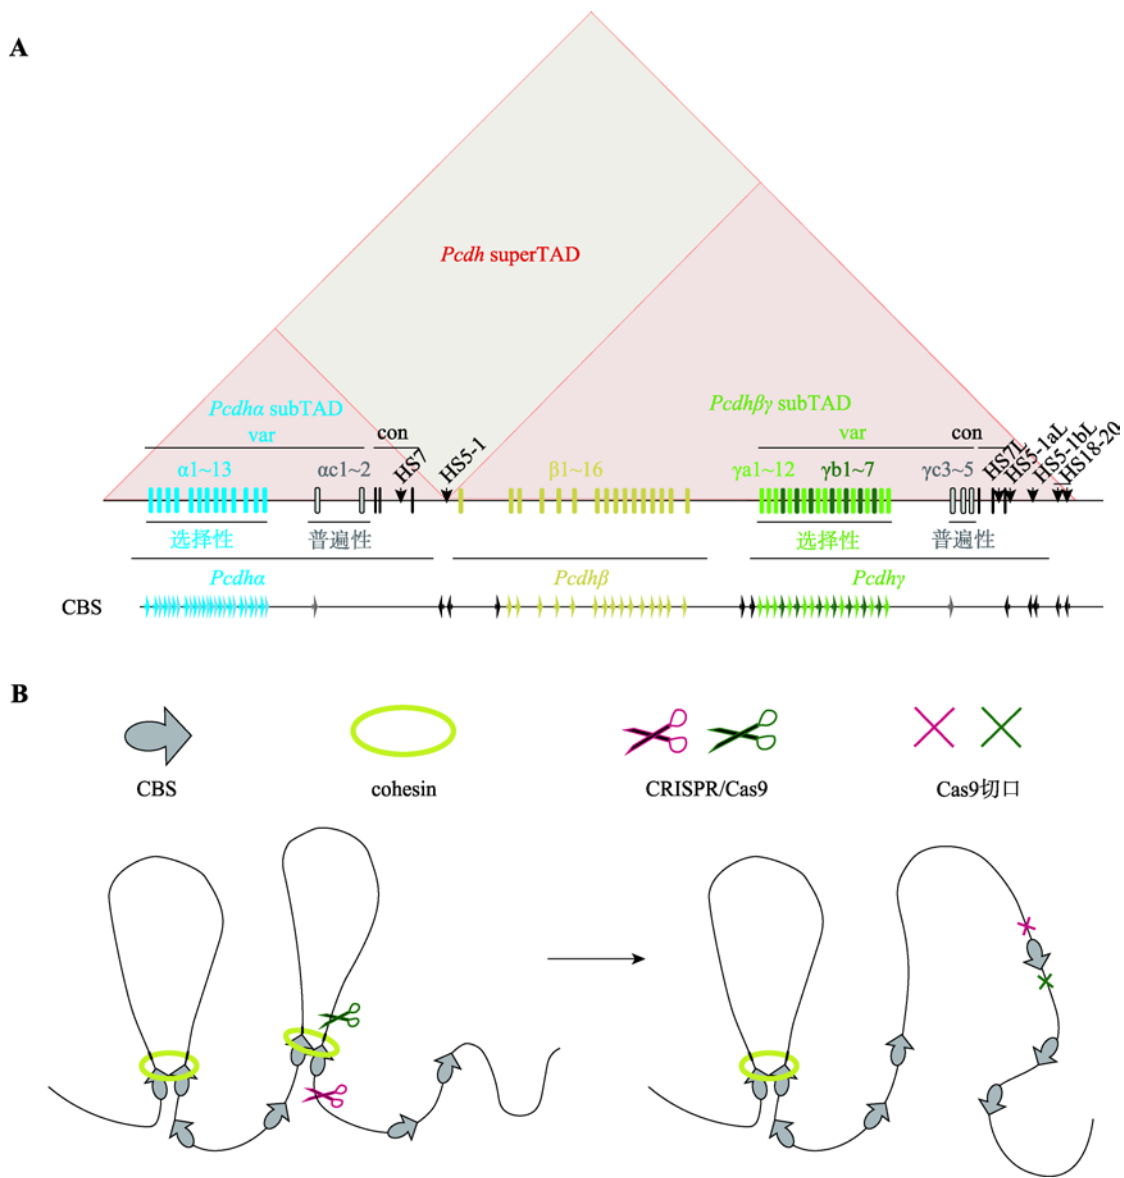 A
Pcdh superTAD
Pcdhα subTAD
Pcdhβγ subTAD
var
con
HS7
HS5-1
var
con
HS7L
HS5-1aL
HS5-1bL
HS18-20
α1~13
αc1~2
β1~16
γa1~12
γb1~7
γc3~5
选择性
普遍性
选择性
普遍性
Pcdhα
Pcdhβ
Pcdhγ
CBS
B
CBS
cohesin
CRISPR/Cas9
Cas9切口